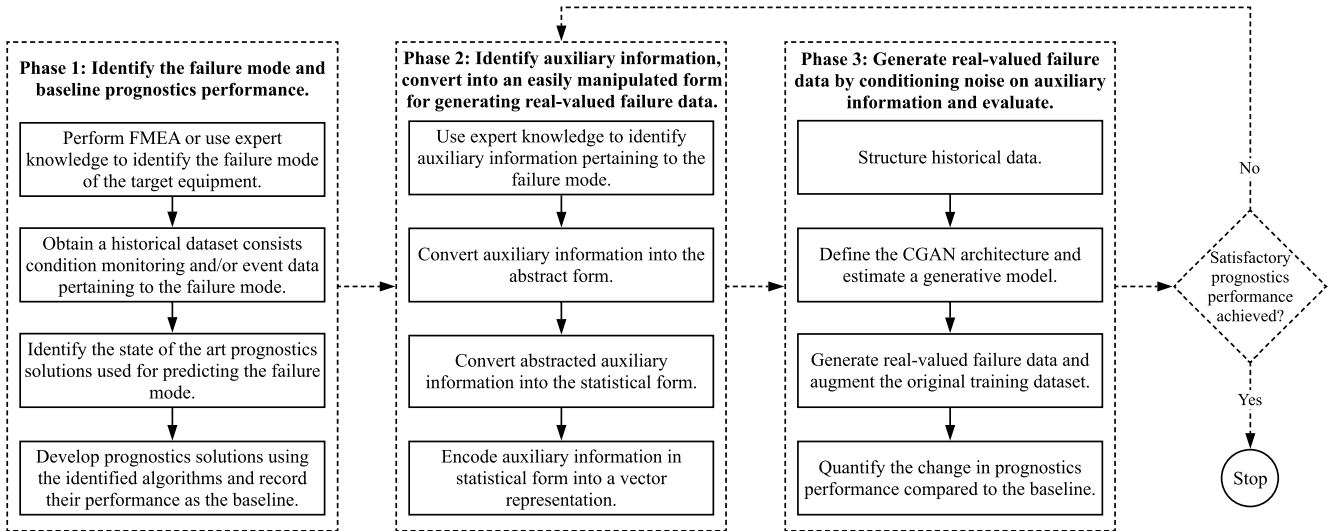 Phase 1: Identify the failure mode and
baseline prognostics performance.
Perform FMEA or use expert
knowledge to identify the failure mode
of the target equipment.
Obtain a historical dataset consists
condition monitoring and/or event data
pertaining to the failure mode.
Identify the state of the art prognostics
solutions used for predicting the failure
mode.
Develop prognostics solutions using
the identified algorithms and record
their performance as the baseline.
Phase 2: Identify auxiliary information,
convert into an easily manipulated form
for generating real-valued failure data.
Use expert knowledge to identify
auxiliary information pertaining to the
failure mode.
Convert auxiliary information into the
abstract form.
Convert abstracted auxiliary
information into the statistical form.
Encode auxiliary information in
statistical form into a vector
representation.
Phase 3: Generate real-valued failure
data by conditioning noise on auxiliary
information and evaluate.
Structure historical data.
Define the CGAN architecture and
estimate a generative model.
Generate real-valued failure data and
augment the original training dataset.
Quantify the change in prognostics
performance compared to the baseline.
No
Satisfactory
prognostics
performance
achieved?
Yes
Stop